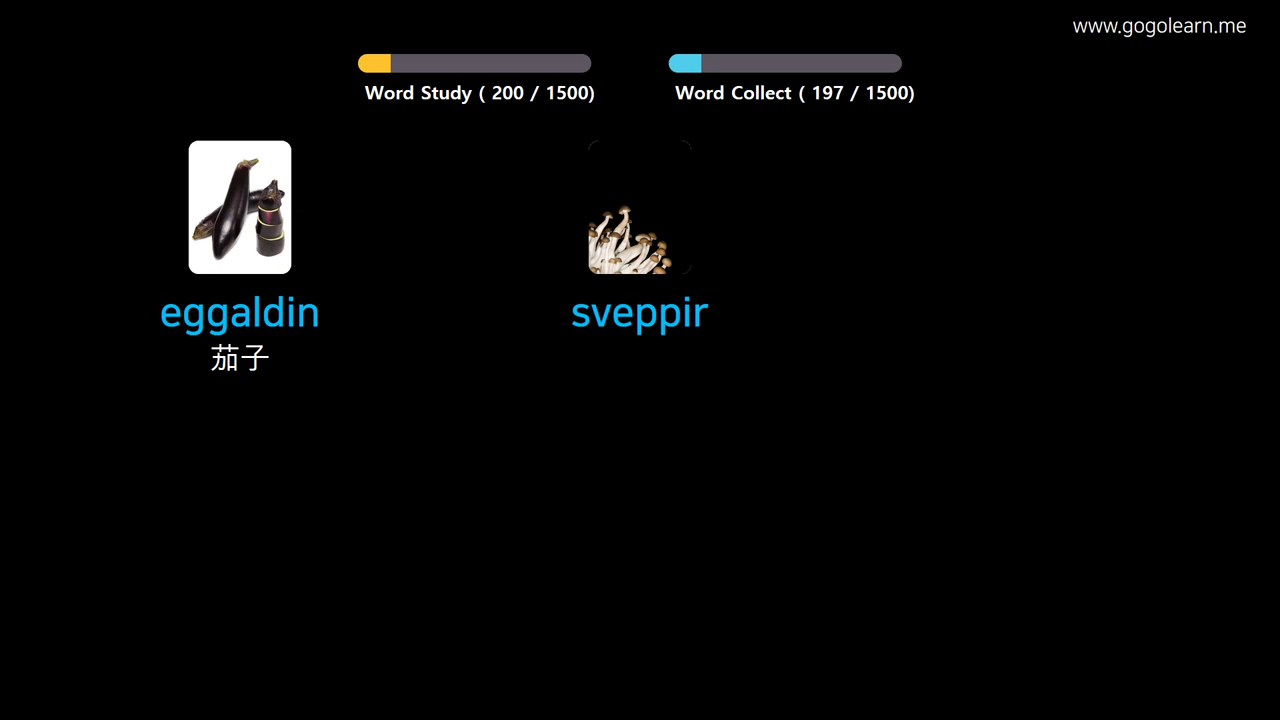 www.gogolearn.me
Word Study ( 200 / 1500)
Word Collect ( 197 / 1500)
eggaldin
sveppir
茄子